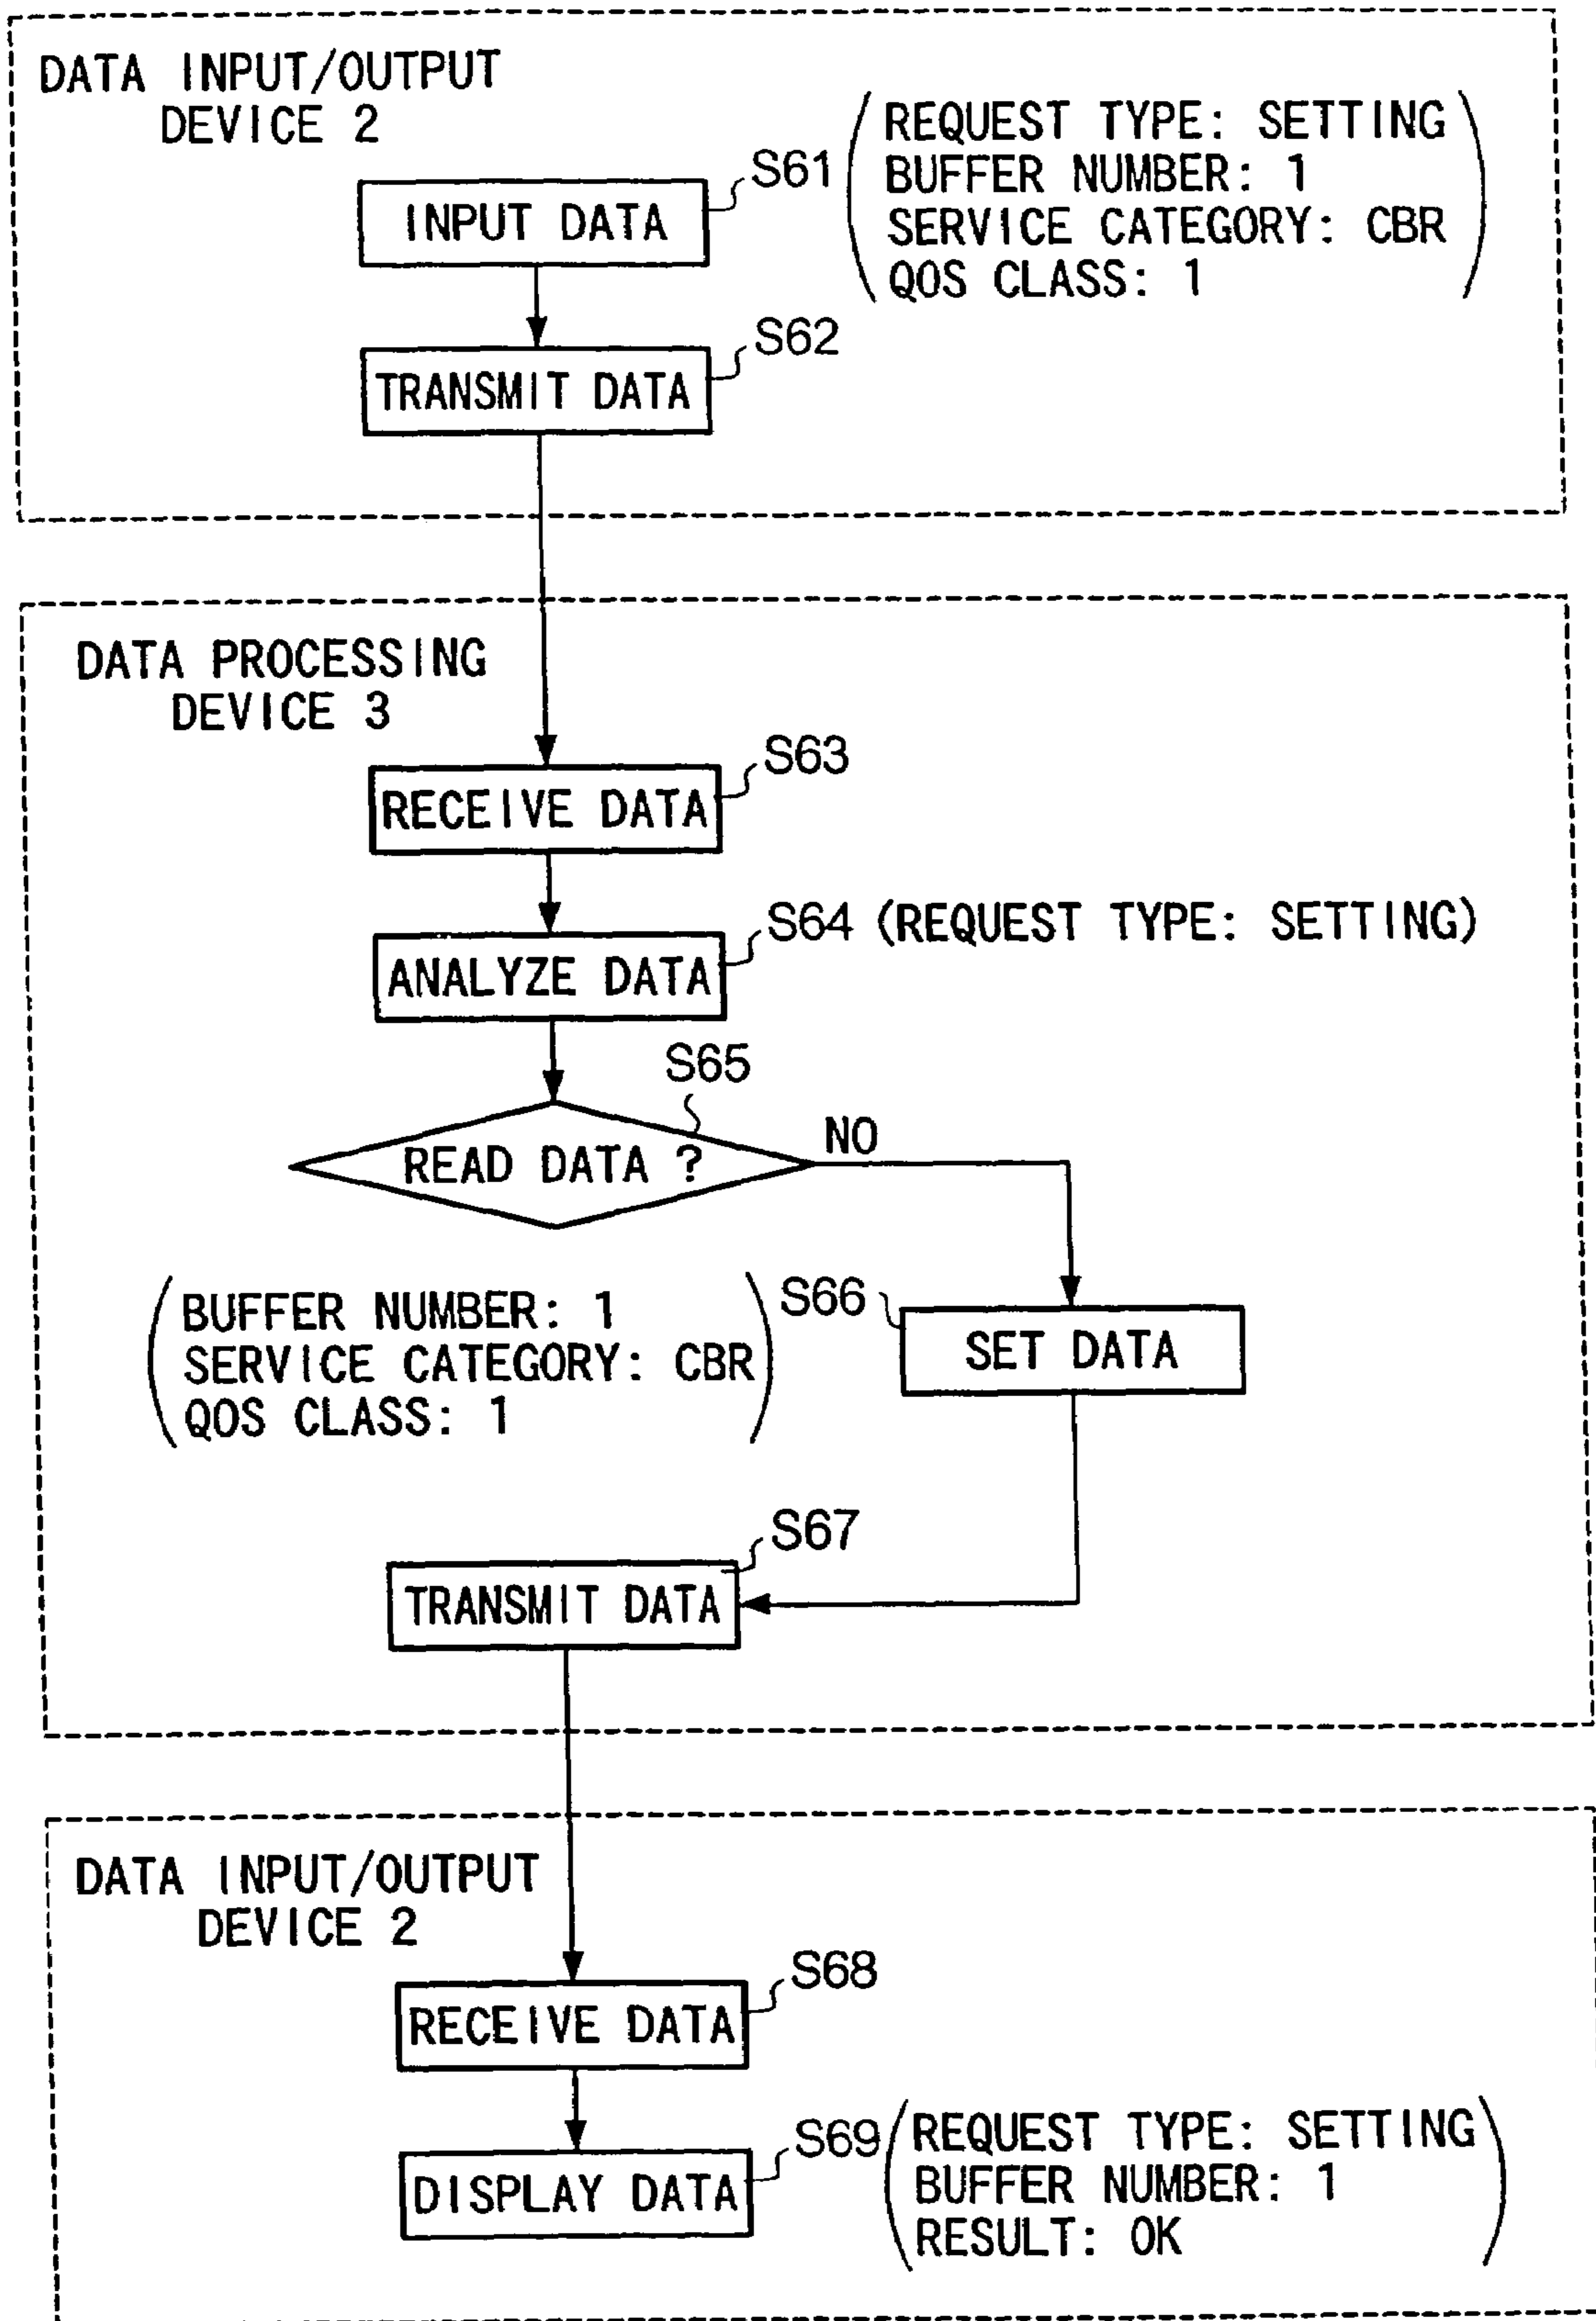 DATA INPUT/OUTPUT
DEVICE 2
S61
REQUEST TYPE: SETTING
BUFFER NUMBER: 1
SERVICE CATEGORY: CBR
QOS CLASS: 1
INPUT DATA
S62
TRANSMIT DATA
DATA PROCESSING
DEVICE 3
S63
RECEIVE DATA
S64 (REQUEST TYPE: SETTING)
ANALYZE DATA
S65
READ DATA ?
NO
BUFFER NUMBER: 1
SERVICE CATEGORY: CBR
QOS CLASS: 1
S66
SET DATA
S67
TRANSMIT DATA
DATA INPUT/OUTPUT
DEVICE 2
S68
RECEIVE DATA
S69
REQUEST TYPE: SETTING
BUFFER NUMBER: 1
RESULT: OK
DISPLAY DATA